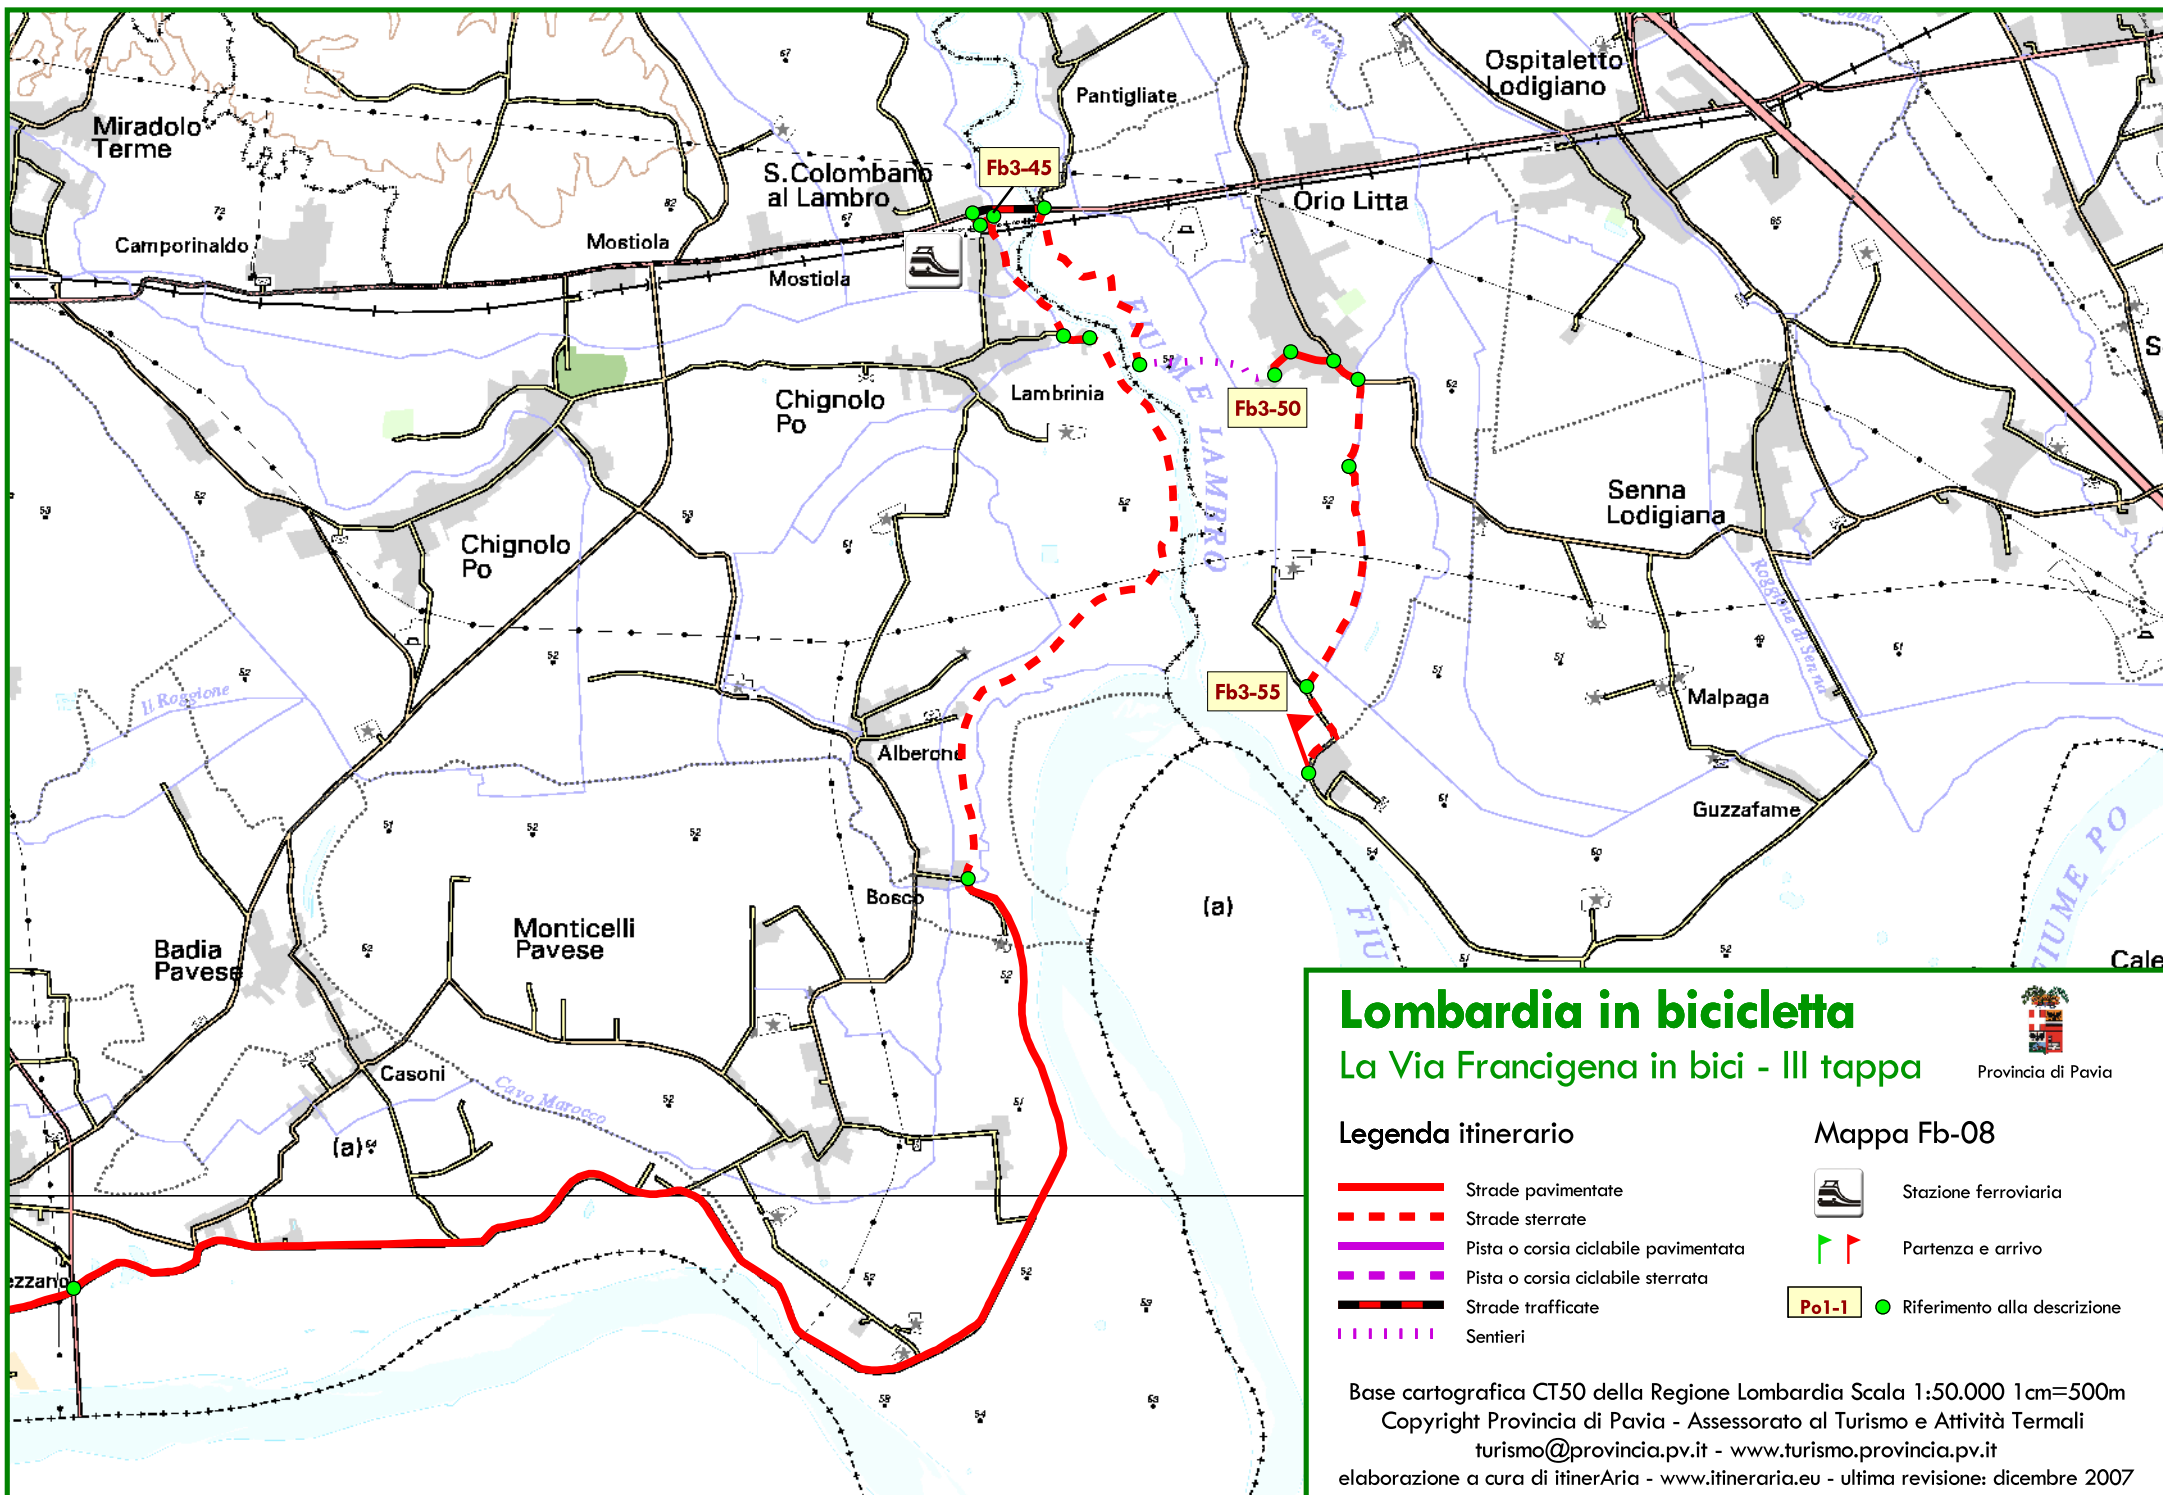 Ospitaletto
Lodigiano
Pantigliate
Miradolo
Terme
S.Colombano
al Lambro
Fb3-45
Orio Litta
Camporinaldo
Mostiola
Mostiola
FIUME LAMBRO
Chignolo
Po
Lambrinia
Fb3-50
Senna
Lodigiana
Chignolo
Po
Roggione di Senna
Il Roggione
Fb3-55
Malpaga
Alberone
Guzzafame
FIUME PO
Bosco
(a)
FIU
Monticelli
Pavese
Badia
Pavese
Cale
Casoni
Cavo Marocco
(a)
ezzano
Lombardia in bicicletta
La Via Francigena in bici - III tappa
Provincia di Pavia
Legenda itinerario
Mappa Fb-08
Strade pavimentate
Stazione ferroviaria
Strade sterrate
Pista o corsia ciclabile pavimentata
Partenza e arrivo
Pista o corsia ciclabile sterrata
Strade trafficate
Po1-1
Riferimento alla descrizione
Sentieri
Base cartografica CT50 della Regione Lombardia Scala 1:50.000 1cm=500m
Copyright Provincia di Pavia - Assessorato al Turismo e Attività Termali
turismo@provincia.pv.it - www.turismo.provincia.pv.it
elaborazione a cura di itinerAria - www.itineraria.eu - ultima revisione: dicembre 2007